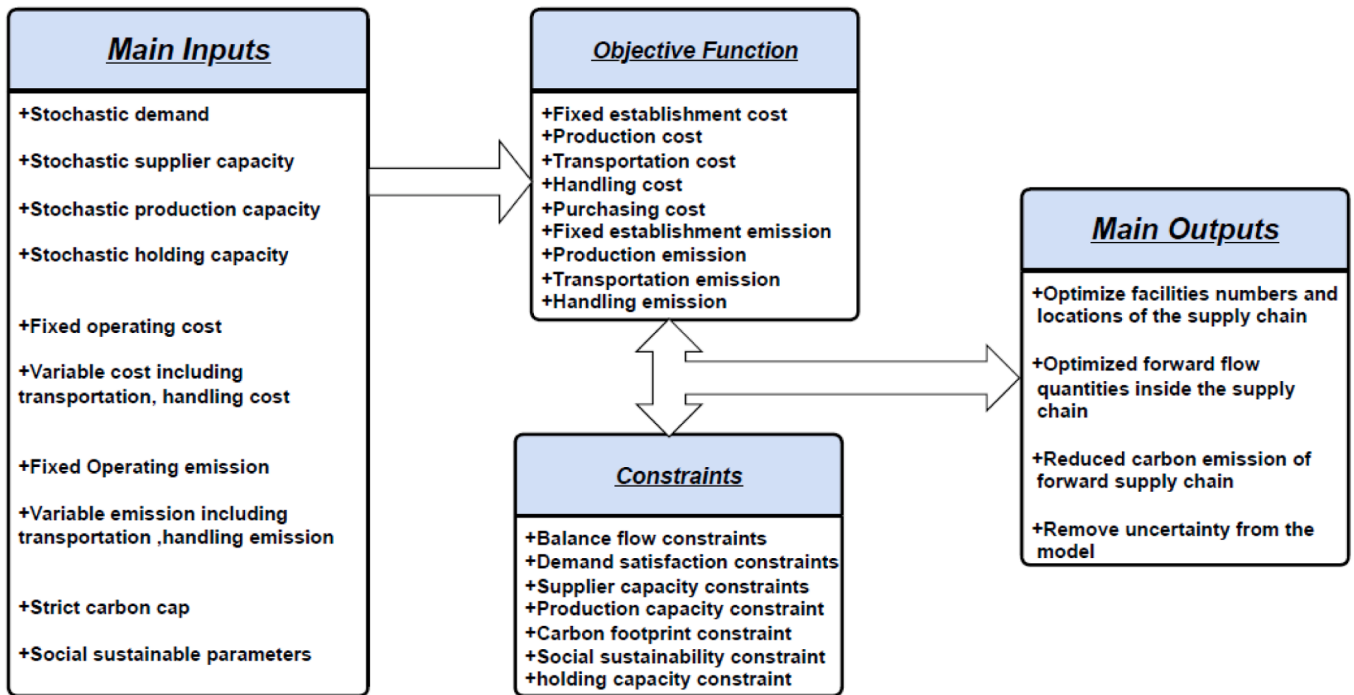 Main Inputs
+Stochastic demand
+Stochastic supplier capacity
+Stochastic production capacity
+Stochastic holding capacity
+Fixed operating cost
+Variable cost including
transportation, handling cost
+Fixed Operating emission
+Variable emission including
transportation ,handling emission
+Strict carbon cap
+Social sustainable parameters
Objective Function
+Fixed establishment cost
+Production cost
+Transportation cost
+Handling cost
+Purchasing cost
+Fixed establishment emission
+Production emission
+Transportation emission
+Handling emission
Constraints
+Balance flow constraints
+Demand satisfaction constraints
+Supplier capacity constraints
+Production capacity constraint
+Carbon footprint constraint
+Social sustainability constraint
+holding capacity constraint
Main Outputs
+Optimize facilities numbers and
locations of the supply chain
+Optimized forward flow
quantities inside the supply
chain
+Reduced carbon emission of
forward supply chain
+Remove uncertainty from the
model